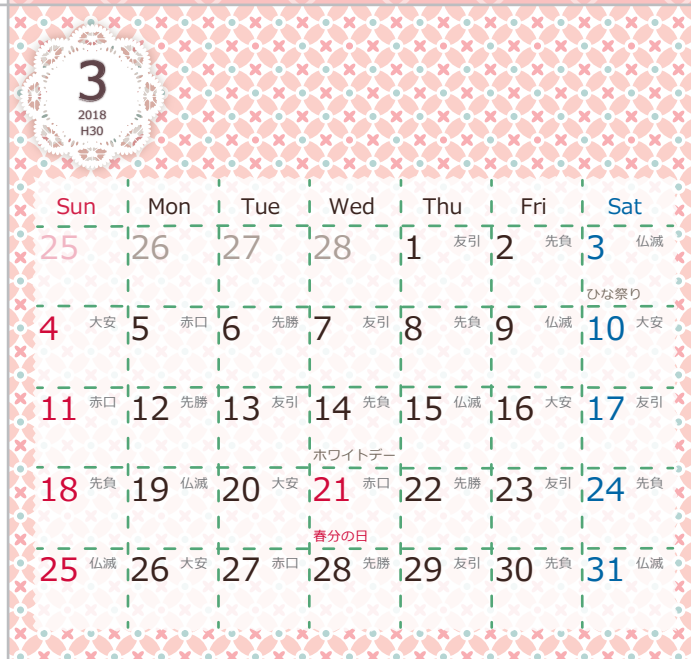 3
2018
H30
Sun Mon Tue Wed Thu Fri Sat
25 26 27 28 1 友引 2 先負 3 仏滅
ひな祭り
4 大安 5 赤口 6 先勝 7 友引 8 先負 9 仏滅 10 大安
11 赤口 12 先勝 13 友引 14 先負 15 仏滅 16 大安 17 友引
ホワイトデー
18 先負 19 仏滅 20 大安 21 赤口 22 先勝 23 友引 24 先負
春分の日
25 仏滅 26 大安 27 赤口 28 先勝 29 友引 30 先負 31 仏滅